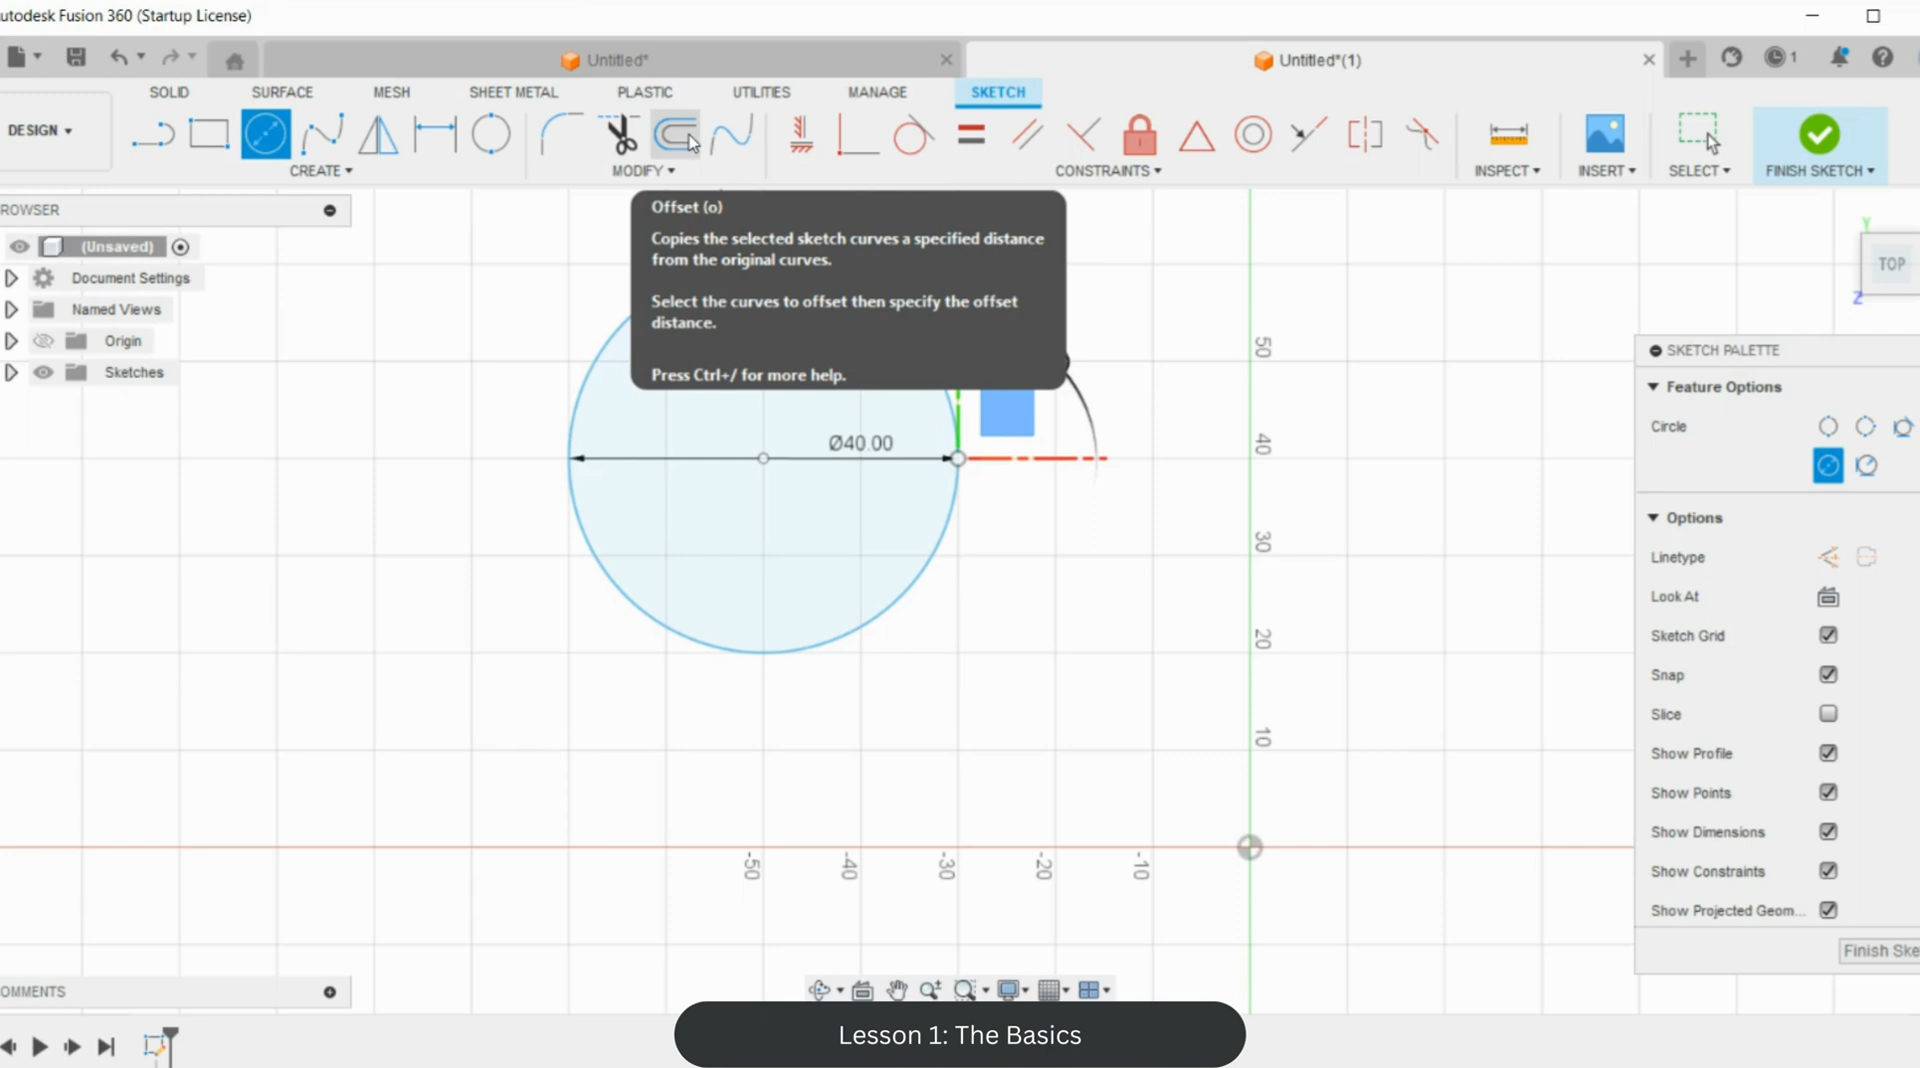 utodesk Fusion 360 (Startup License)
Untitled*
Untitled*(1)
1
SOLID
SURFACE
MESH
SHEET METAL
PLASTIC
UTILITIES
MANAGE
SKETCH
DESIGN
CREATE
MODIFY
CONSTRAINTS
INSPECT
INSERT
SELECT
FINISH SKETCH
ROWSER
(Unsaved)
Document Settings
Named Views
Origin
Sketches
Offset (o)
Copies the selected sketch curves a specified distance
from the original curves.
Select the curves to offset then specify the offset
distance.
Press Ctrl+/ for more help.
Ø40.00
50
40
30
20
10
-50
-40
-30
-20
-10
Y
TOP
Z
SKETCH PALETTE
Feature Options
Circle
Options
Linetype
Look At
Sketch Grid
Snap
Slice
Show Profile
Show Points
Show Dimensions
Show Constraints
Show Projected Geom...
Finish Ske
OMMENTS
Lesson 1: The Basics